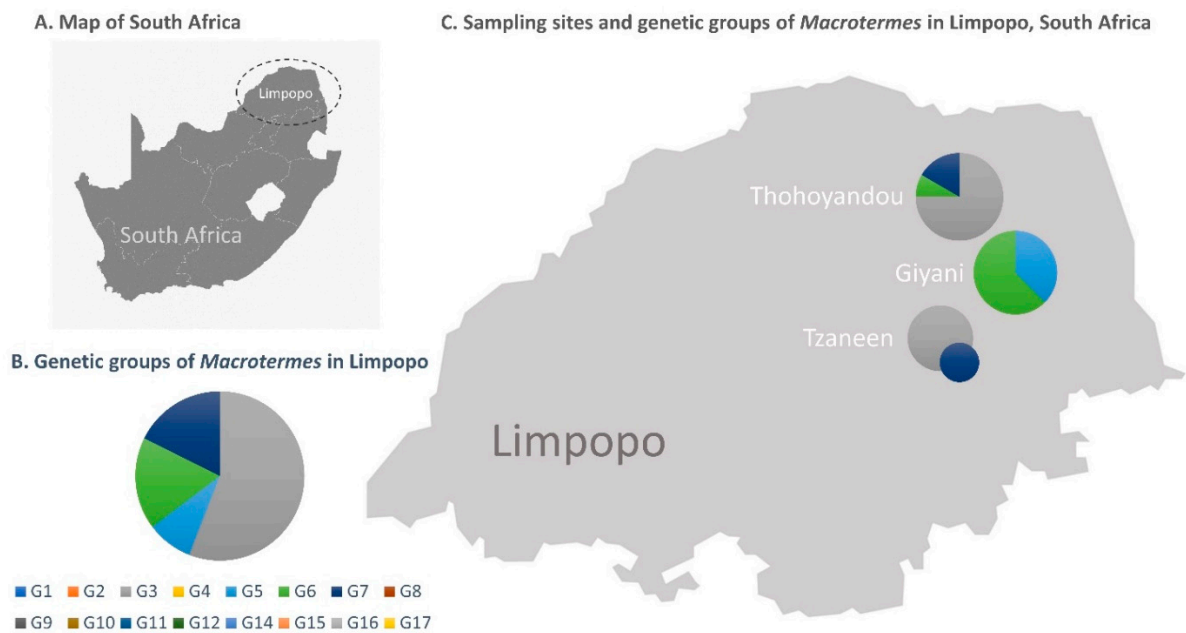 A. Map of South Africa
Limpopo
South Africa
B. Genetic groups of Macrotermes in Limpopo
G1 G2 G3 G4 G5 G6 G7 G8
G9 G10 G11 G12 G14 G15 G16 G17
C. Sampling sites and genetic groups of Macrotermes in Limpopo, South Africa
Thohoyandou
Giyani
Tzaneen
Limpopo